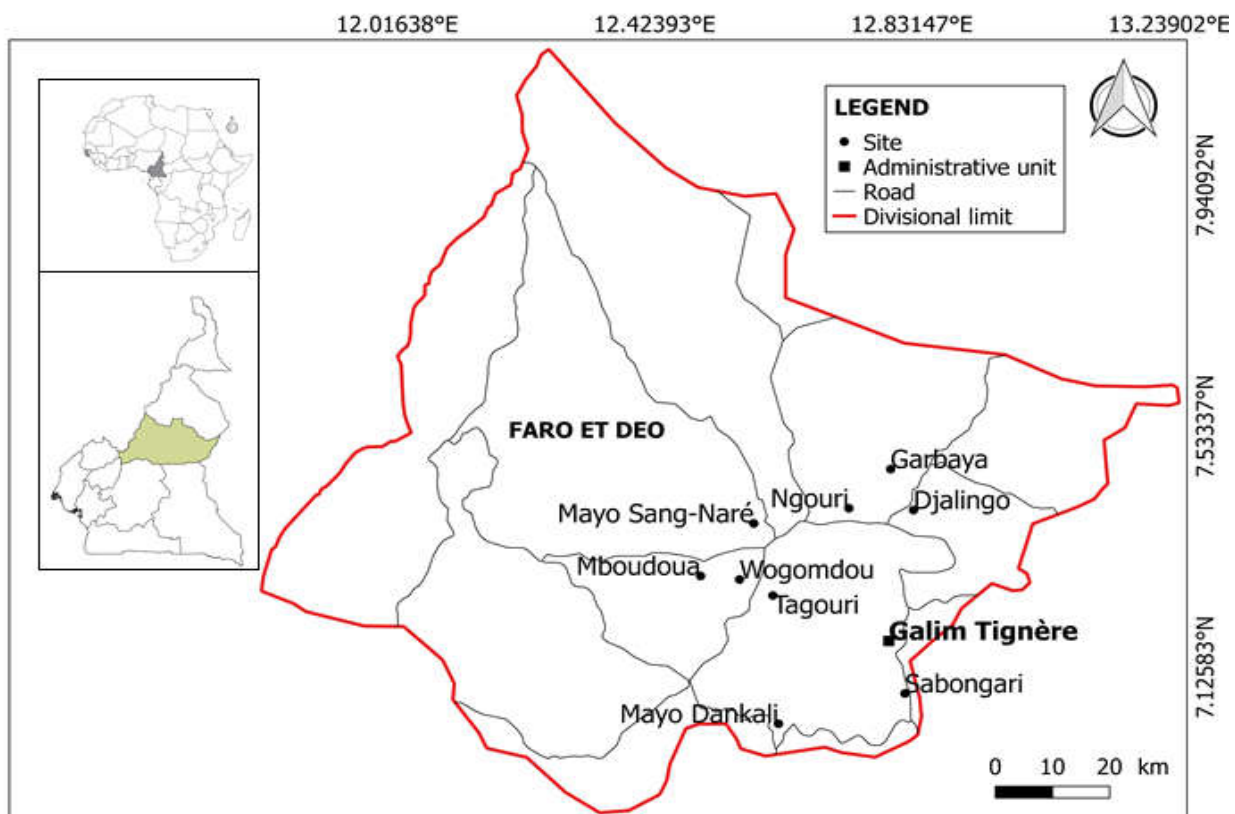 12.01638°E 12.42393°E 12.83147°E 13.23902°E
LEGEND
Site
Administrative unit
Road
Divisional limit
7.94092°N
FARO ET DEO
7.53337°N
Garbaya
Ngouri
Djalingo
Mayo Sang-Naré
Mboudoua
Wogomdou
Tagouri
Galim Tignère
7.12583°N
Sabongari
Mayo Dankali
0 10 20 km